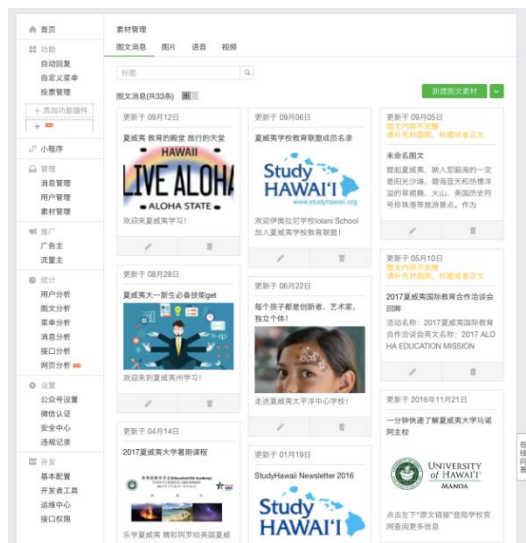 首页
功能
自动回复
自定义菜单
投票管理
+ 添加功能插件
+
小程序
管理
消息管理
用户管理
素材管理
推广
广告主
流量主
统计
用户分析
图文分析
菜单分析
消息分析
接口分析
网页分析
设置
公众号设置
微信认证
安全中心
违规记录
开发
基本配置
开发者工具
运维中心
接口权限
素材管理
图文消息 图片 语音 视频
标题
图文消息(共33条)
新建图文素材
更新于 09月12日
夏威夷 教育的殿堂 旅行的天堂
HAWAII
LIVE ALOHA
ALOHA STATE
欢迎来夏威夷学习!
更新于 08月28日
夏威夷大一新生必备技能get
欢迎来到夏威夷州学习!
更新于 04月14日
2017夏威夷大学暑期课程
乐学夏威夷 精彩阿罗哈美国夏威
更新于 09月06日
夏威夷学校教育联盟成员名录
Study
HAWAI'I
www.studyhawaii.org
欢迎伊奥拉尼学校Iolani School
加入夏威夷学校教育联盟!
更新于 06月22日
每个孩子都是创新者、艺术家、
独立个体!
走进夏威夷太平洋中心学校!
更新于 01月19日
StudyHawaii Newsletter 2016
Study
HAWAI'I
更新于 09月05日
图文内容不完整
请补充封面图、标题或者正文
未命名图文
提起夏威夷，映入您脑海的一定
是阳光沙滩、碧海蓝天和热情洋
溢的草裙舞、火山、美国历史符
号珍珠港等旅游景点。作为
更新于 05月10日
图文内容不完整
请补充封面图、标题或者正文
2017夏威夷国际教育合作洽谈会
回眸
活动名称：2017夏威夷国际教育
合作洽谈会英文名称：2017 ALO
HA EDUCATION MISSION
更新于 2016年11月21日
一分钟快速了解夏威夷大学马诺
阿主校
UNIVERSITY
of HAWAI'I
MĀNOA
点击左下"原文链接"登陆学校官
网查阅更多信息
在线问客